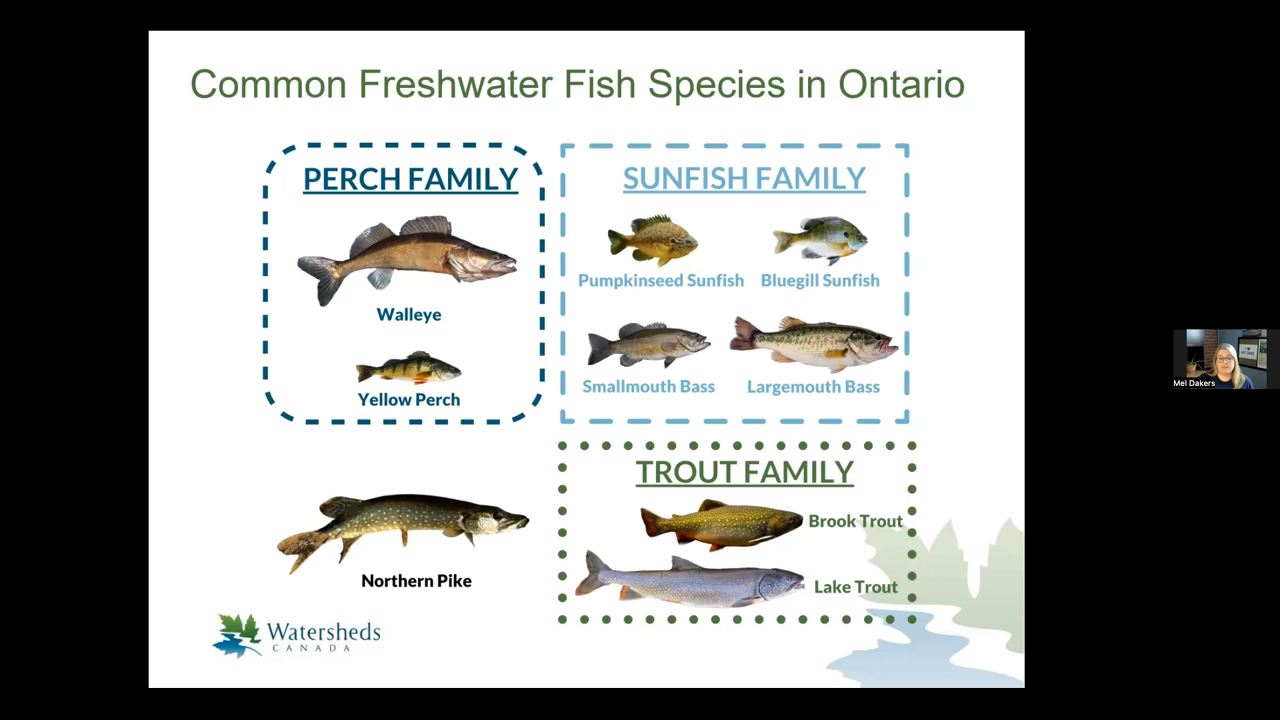 Common Freshwater Fish Species in Ontario
PERCH FAMILY
Walleye
Yellow Perch
SUNFISH FAMILY
Pumpkinseed Sunfish
Bluegill Sunfish
Smallmouth Bass
Largemouth Bass
Northern Pike
TROUT FAMILY
Brook Trout
Lake Trout
Watersheds
CANADA
Mel Dakers